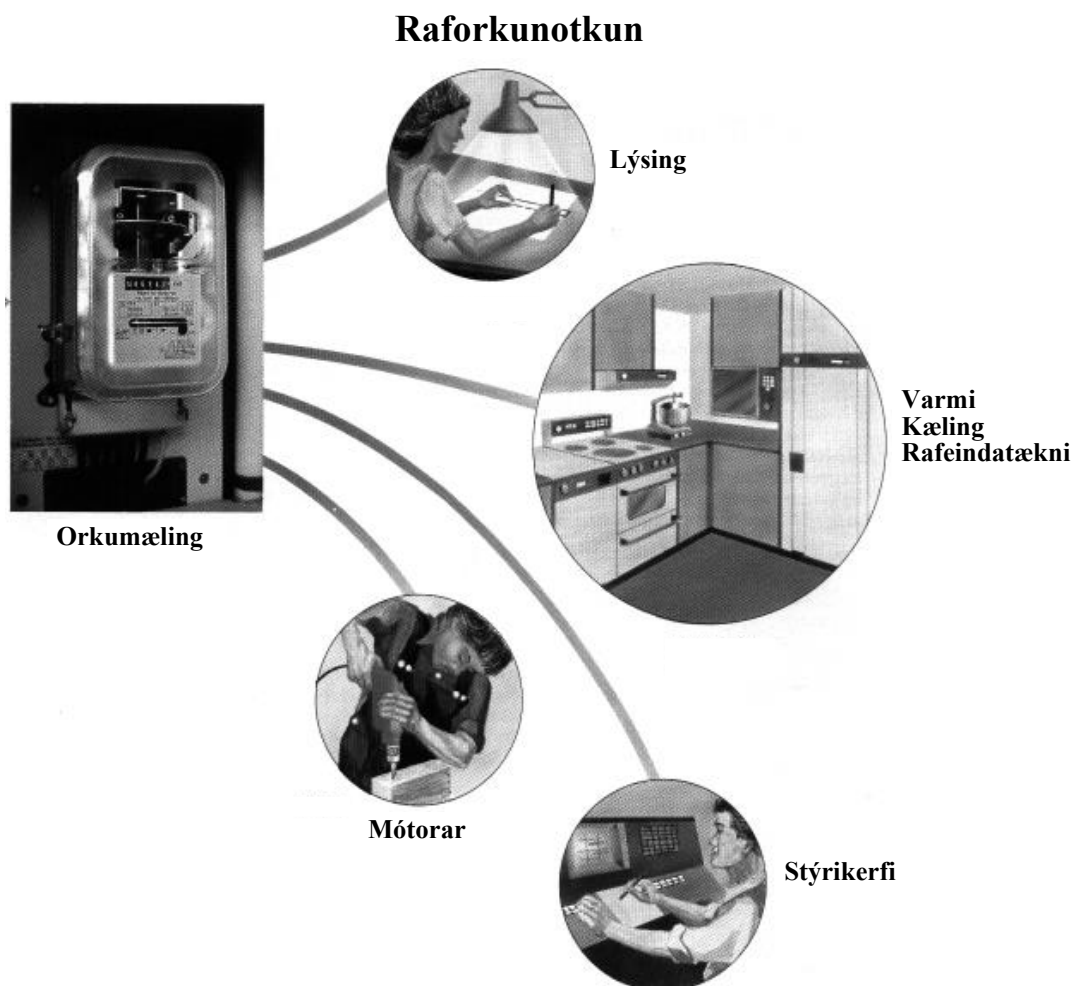 Raforkunotkun
Lýsing
Varmi
Kæling
Rafeindatækni
Orkumæling
Mótorar
Stýrikerfi